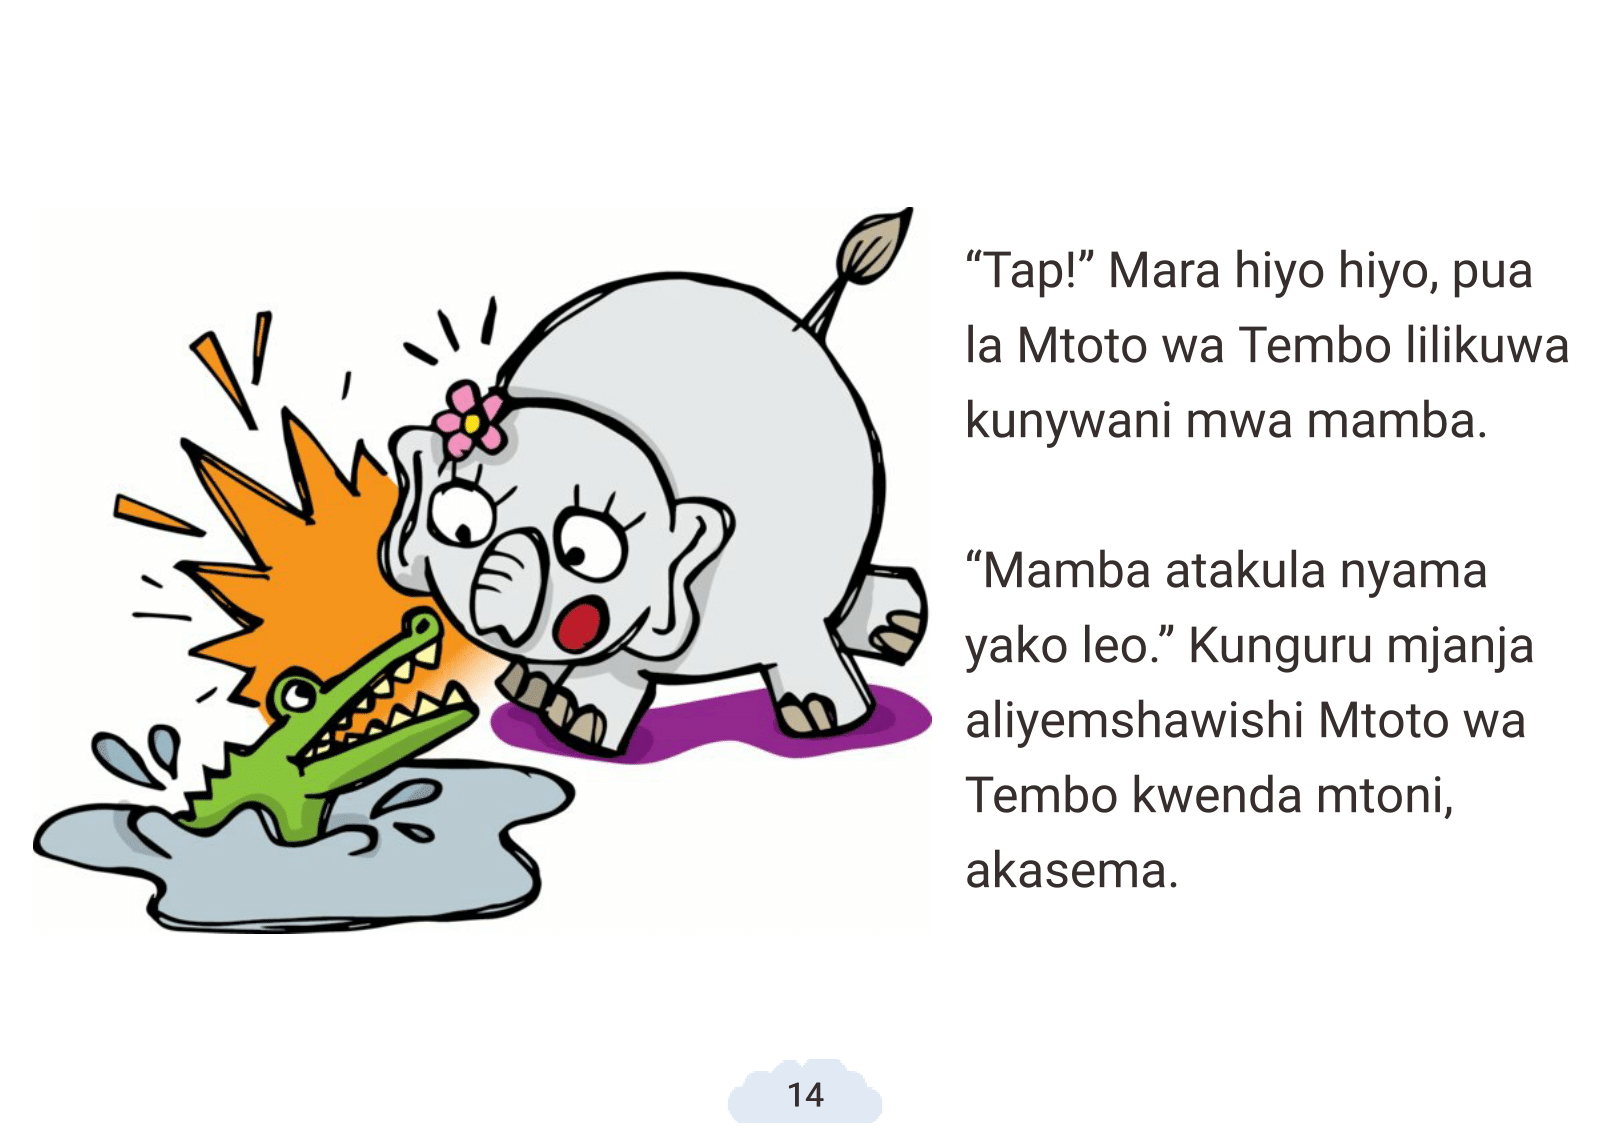 “Tap!” Mara hiyo hiyo, pua
la Mtoto wa Tembo lilikuwa
kunywani mwa mamba.
“Mamba atakula nyama
yako leo.” Kunguru mjanja
aliyemshawishi Mtoto wa
Tembo kwenda mtoni,
akasema.
14